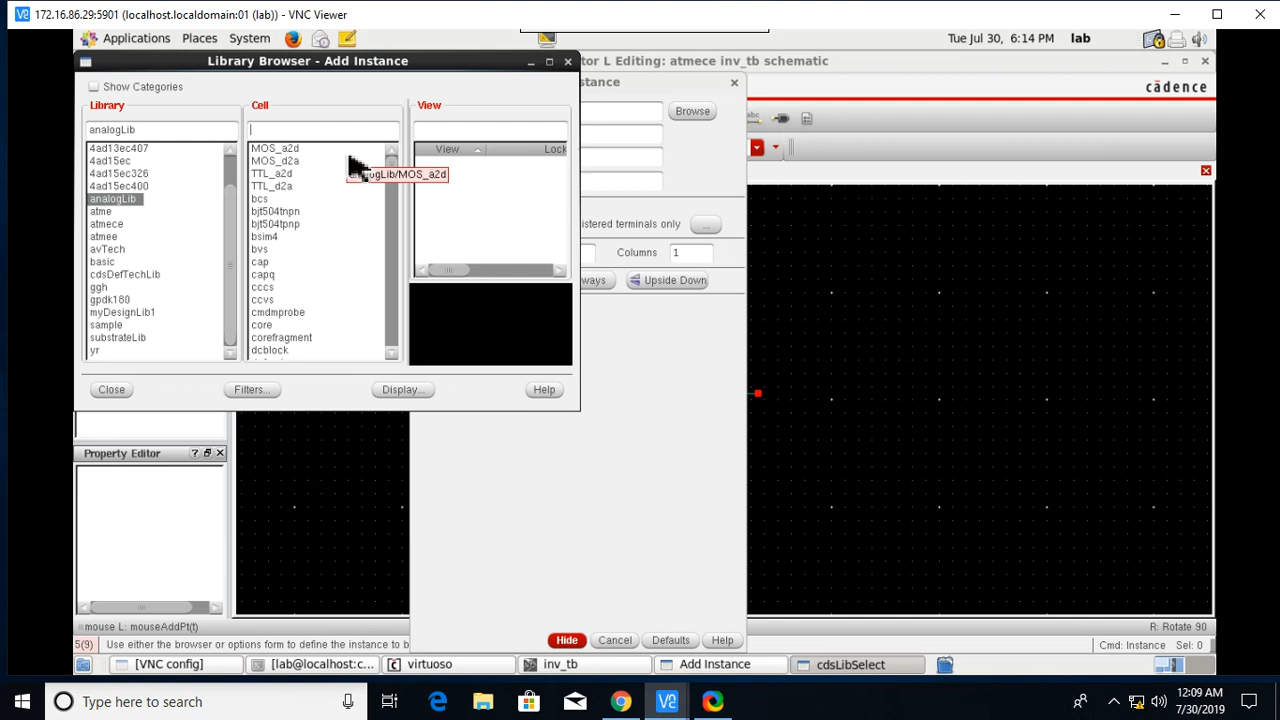 172.16.86.29:5901 (localhost.localdomain:01 (lab)) - VNC Viewer
Applications Places System
Tue Jul 30, 6:14 PM lab
Library Browser - Add Instance
tor L Editing: atmece inv_tb schematic
stance
cādence
Show Categories
Library
Cell
View
Browse
analogLib
4ad13ec407
4ad15ec
4ad15ec326
4ad15ec400
analogLib
atme
atmece
atmee
avTech
basic
cdsDefTechLib
ggh
gpdk180
myDesignLib1
sample
substrateLib
yr
MOS_a2d
MOS_d2a
TTL_a2d
TTL_d2a
bcs
bjt504tnpn
bjt504tpnp
bsim4
bvs
cap
capq
cccs
ccvs
cmdmprobe
core
corefragment
dcblock
View Lock
ogLib/MOS_a2d
istered terminals only ...
Columns 1
ways Upside Down
Close Filters... Display... Help
Property Editor
mouse L: mouseAddPt(t)
R: Rotate 90
Hide Cancel Defaults Help
5(9) Use either the browser or options form to define the instance to b
Cmd: Instance Sel: 0
[VNC config] [lab@localhost:c... virtuoso inv_tb Add Instance cdsLibSelect
Type here to search
12:09 AM
7/30/2019